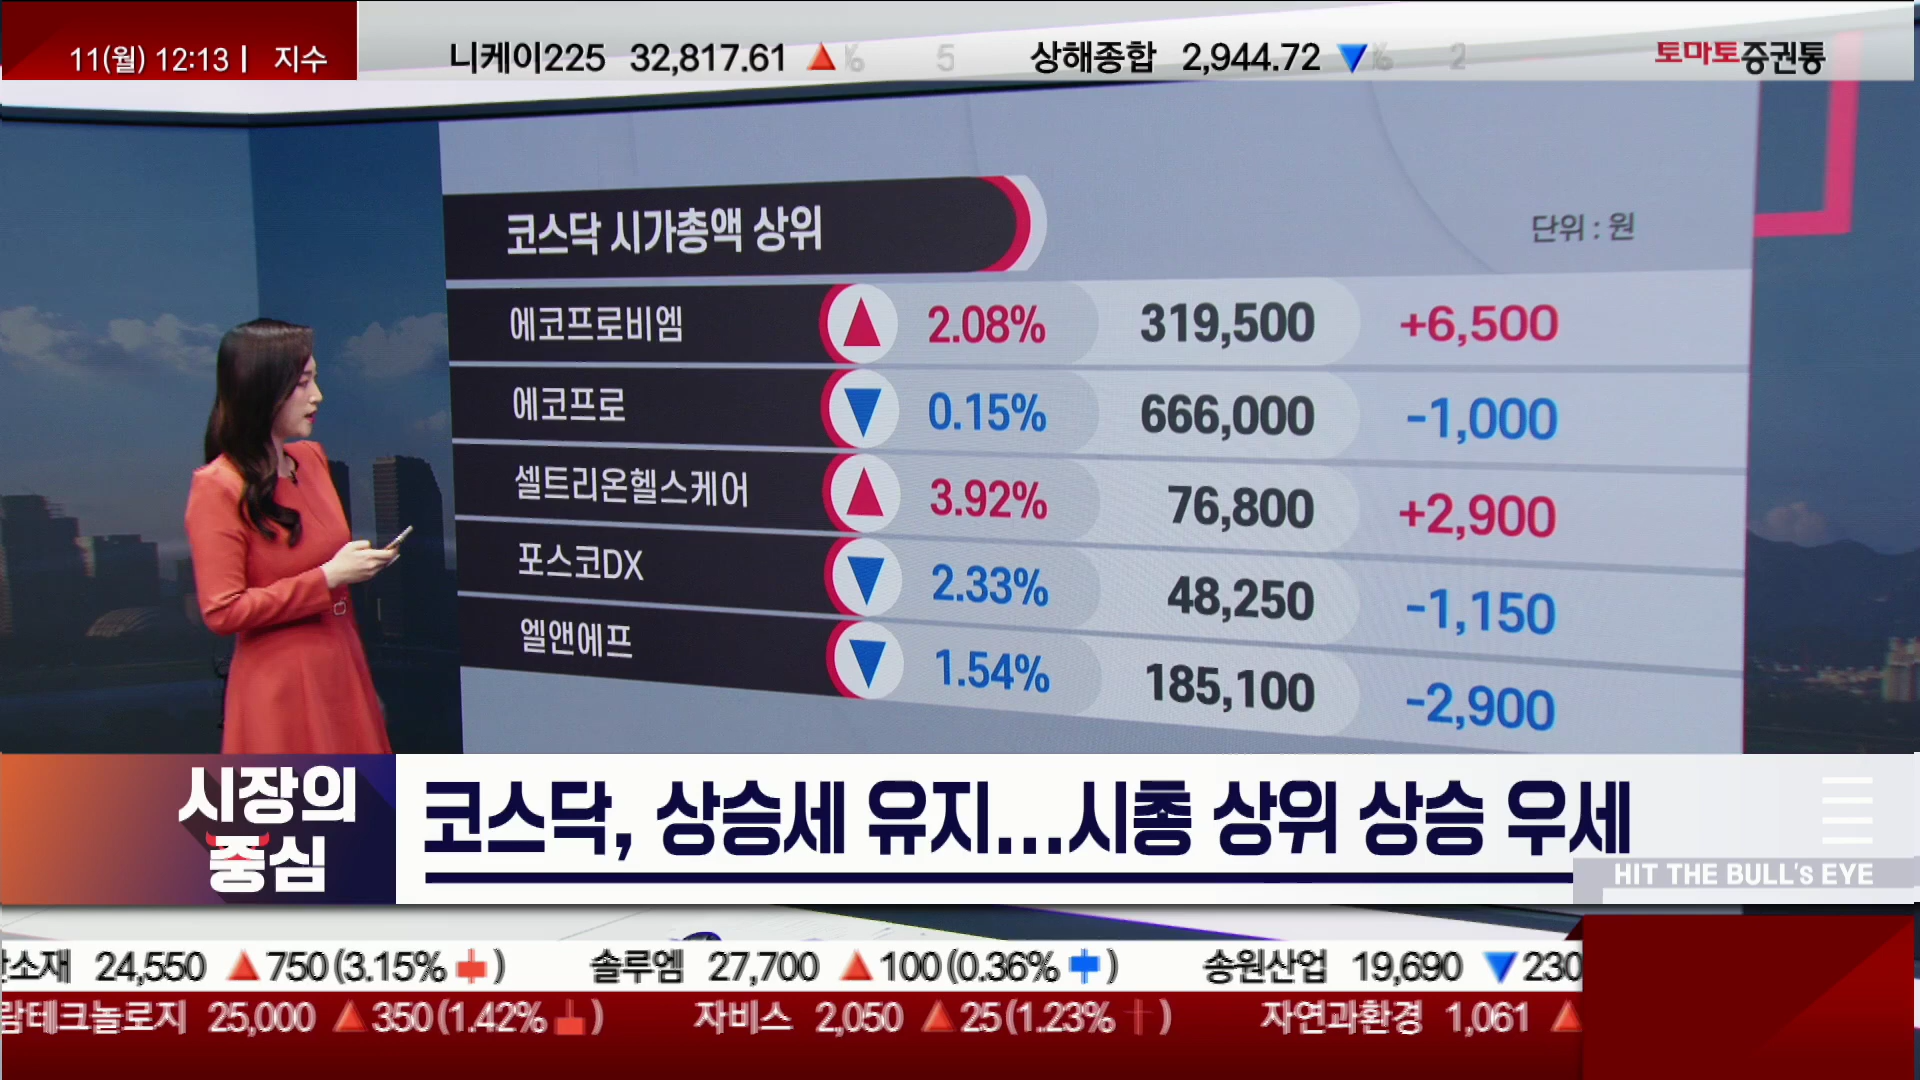 11(월) 12:13 | 지수
니케이225 32,817.61 ▲
상해종합 2,944.72 ▼
토마토증권통
코스닥 시가총액 상위
단위 : 원
에코프로비엠 ▲ 2.08% 319,500 +6,500
에코프로 ▼ 0.15% 666,000 -1,000
셀트리온헬스케어 ▲ 3.92% 76,800 +2,900
포스코DX ▼ 2.33% 48,250 -1,150
엘앤에프 ▼ 1.54% 185,100 -2,900
시장의
중심
코스닥, 상승세 유지...시총 상위 상승 우세
HIT THE BULL's EYE
소재 24,550 ▲750(3.15% ) 솔루엠 27,700 ▲100(0.36% ) 송원산업 19,690 ▼230
람테크놀로지 25,000 ▲350(1.42% ) 자비스 2,050 ▲25(1.23% ) 자연과환경 1,061 ▲